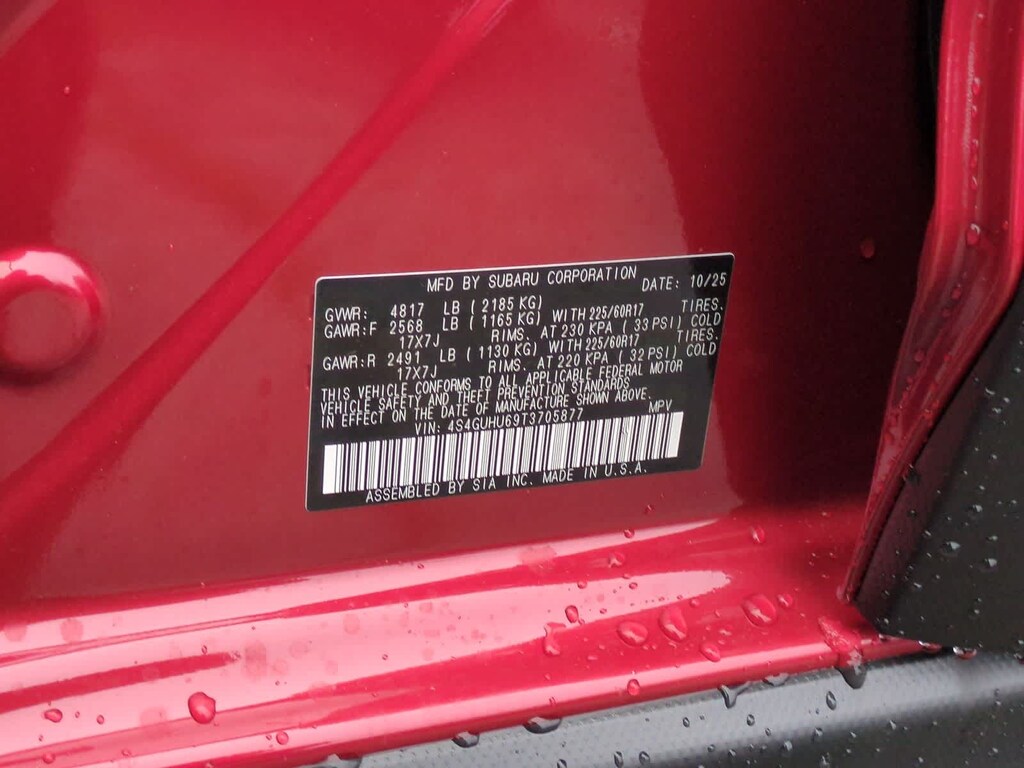 MFD BY SUBARU CORPORATION DATE: 10/25
GVWR: 4817 LB ( 2185 KG)
GAWR:F 2568 LB ( 1165 KG) WITH 225/60R17 TIRES.
17X7J RIMS. AT 230 KPA ( 33 PSI) COLD
GAWR:R 2491 LB ( 1130 KG) WITH 225/60R17 TIRES.
17X7J RIMS. AT 220 KPA ( 32 PSI) COLD
THIS VEHICLE CONFORMS TO ALL APPLICABLE FEDERAL MOTOR
VEHICLE SAFETY AND THEFT PREVENTION STANDARDS
IN EFFECT ON THE DATE OF MANUFACTURE SHOWN ABOVE.
VIN: 4S4GUHU69T3705877 MPV
ASSEMBLED BY SIA INC. MADE IN U.S.A.